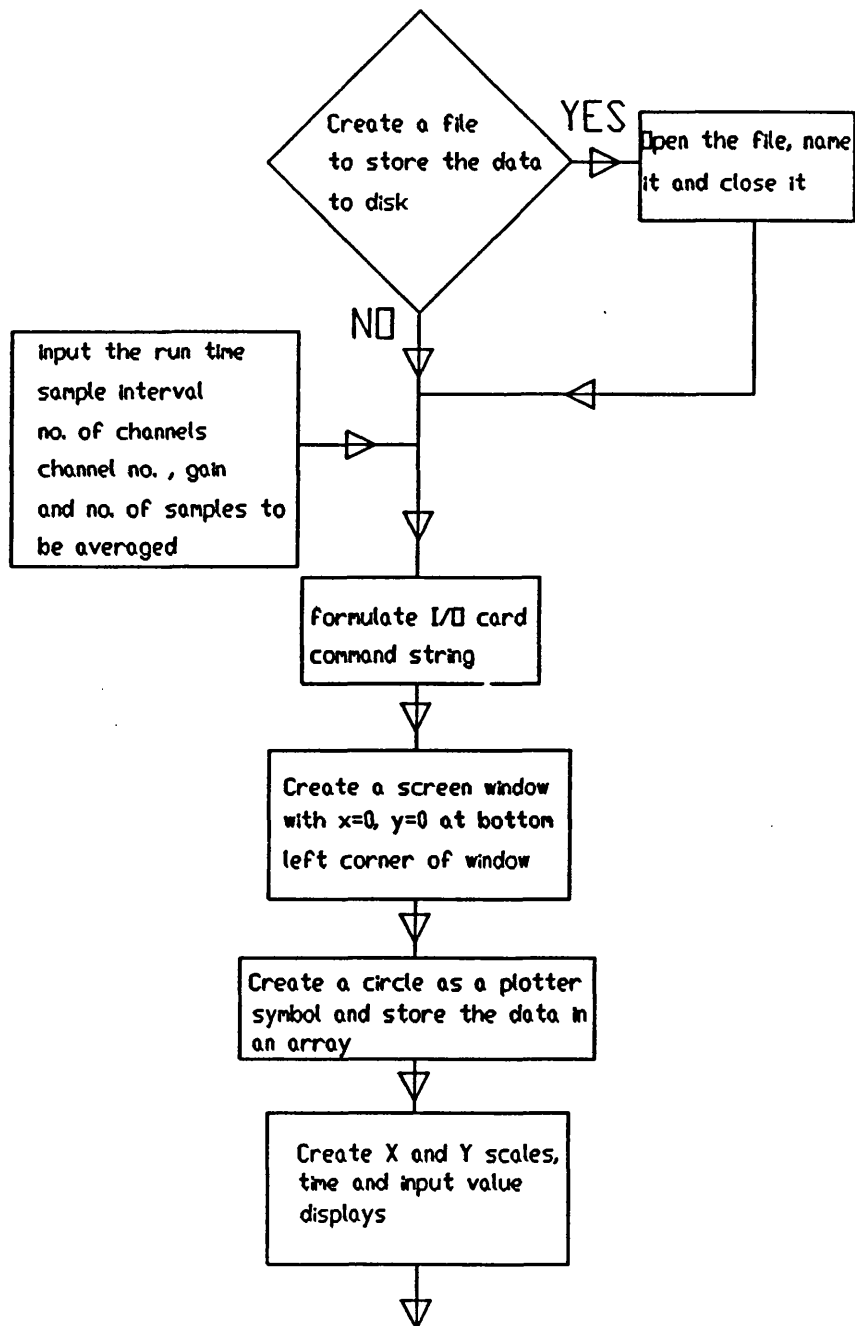 Create a file
to store the data
to disk
YES
Open the file, name
it and close it
NO
input the run time
sample interval
no. of channels
channel no. , gain
and no. of samples to
be averaged
formulate I/O card
command string
Create a screen window
with x=0, y=0 at bottom
left corner of window
Create a circle as a plotter
symbol and store the data in
an array
Create X and Y scales,
time and input value
displays